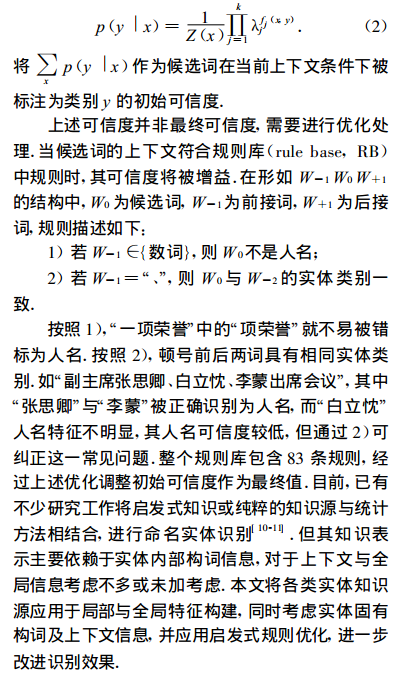 p(y|x) = \frac{1}{Z(x)} \prod_{j=1}^{k} λ_j^{f_j(x, y)}. (2)
将 \sum_x p(y|x) 作为候选词在当前上下文条件下被
标注为类别 y 的初始可信度.
上述可信度并非最终可信度, 需要进行优化处
理. 当候选词的上下文符合规则库(rule base, RB)
中规则时, 其可信度将被增益. 在形如 W₋₁ W₀ W₊₁
的结构中, W₀ 为候选词, W₋₁为前接词, W₊₁ 为后接
词, 规则描述如下:
1) 若 W₋₁ ∈{数词}, 则 W₀不是人名;
2) 若 W₋₁ =“、”, 则 W₀ 与 W₋₂ 的实体类别一
致.
按照 1), “一项荣誉”中的“项荣誉” 就不易被错
标为人名. 按照 2), 顿号前后两词具有相同实体类
别. 如“副主席张思卿、白立忱、李蒙出席会议”, 其中
“张思卿”与“李蒙” 被正确识别为人名, 而“白立忱”
人名特征不明显, 其人名可信度较低, 但通过 2)可
纠正这一常见问题. 整个规则库包含 83 条规则, 经
过上述优化调整初始可信度作为最终值. 目前, 已有
不少研究工作将启发式知识或纯粹的知识源与统计
方法相结合, 进行命名实体识别[10-11]. 但其知识表
示主要依赖于实体内部构词信息, 对于上下文与全
局信息考虑不多或未加考虑. 本文将各类实体知识
源应用于局部与全局特征构建, 同时考虑实体固有
构词及上下文信息, 并应用启发式规则优化, 进一步
改进识别效果.